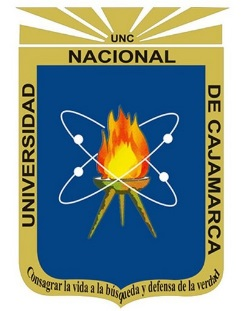 UNC
NACIONAL
UNIVERSIDAD
DE CAJAMARCA
Consagrar la vida a la búsqueda y defensa de la verdad